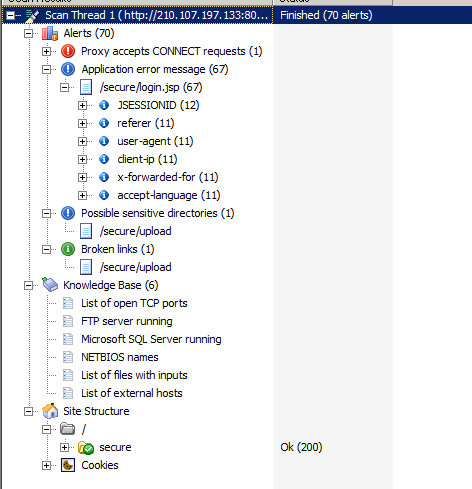 Scan Thread 1 ( http://210.107.197.133:80... Finished (70 alerts)
Alerts (70)
Proxy accepts CONNECT requests (1)
Application error message (67)
/secure/login.jsp (67)
JSESSIONID (12)
referer (11)
user-agent (11)
client-ip (11)
x-forwarded-for (11)
accept-language (11)
Possible sensitive directories (1)
/secure/upload
Broken links (1)
/secure/upload
Knowledge Base (6)
List of open TCP ports
FTP server running
Microsoft SQL Server running
NETBIOS names
List of files with inputs
List of external hosts
Site Structure
/
secure Ok (200)
Cookies